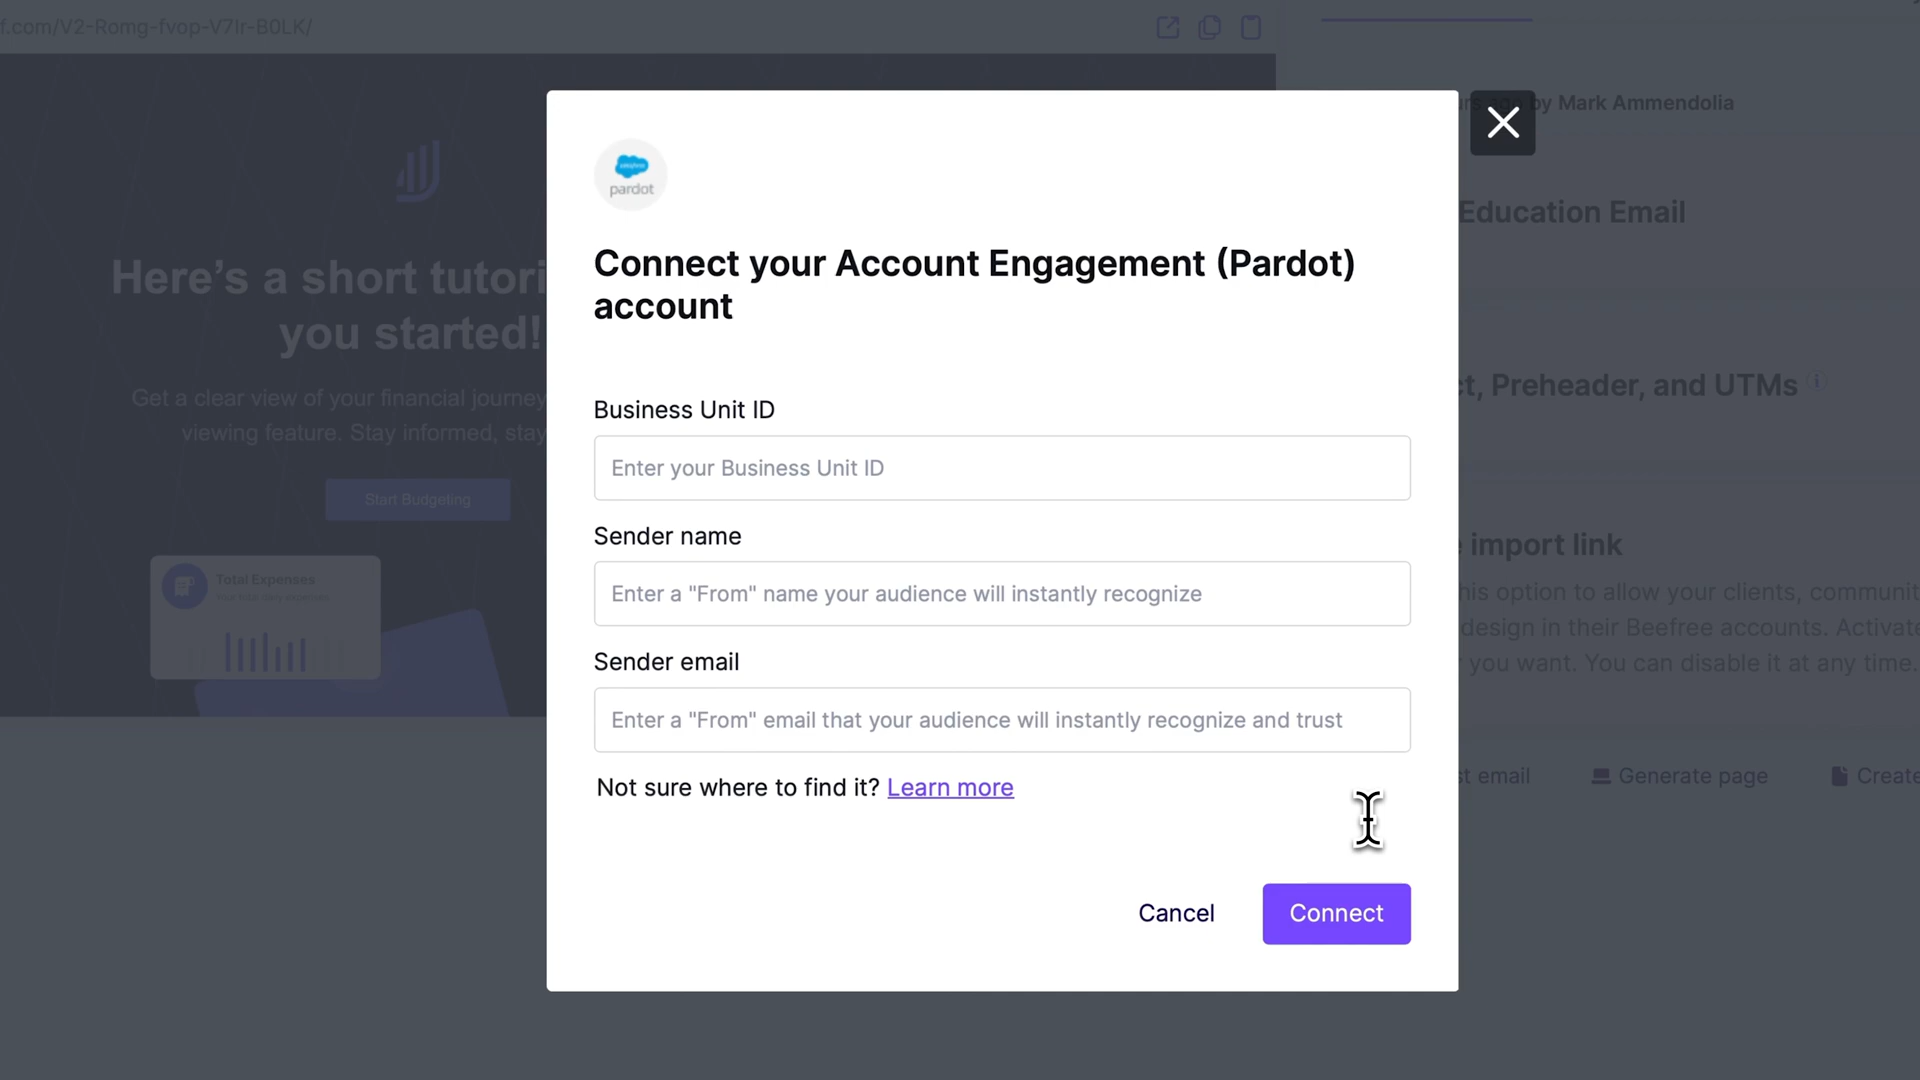 f.com/V2-Romg-fvop-V7Ir-B0LK/
by Mark Ammendolia
salesforce
pardot
Connect your Account Engagement (Pardot)
account
Business Unit ID
Enter your Business Unit ID
Sender name
Enter a "From" name your audience will instantly recognize
Sender email
Enter a "From" email that your audience will instantly recognize and trust
Not sure where to find it? Learn more
Cancel
Connect
Here's a short tutori
you started!
Get a clear view of your financial journey
viewing feature. Stay informed, stay
Start Budgeting
Total Expenses
Education Email
ct, Preheader, and UTMs
import link
his option to allow your clients, communit
design in their Beefree accounts. Activate
you want. You can disable it at any time.
st email
Generate page
Create